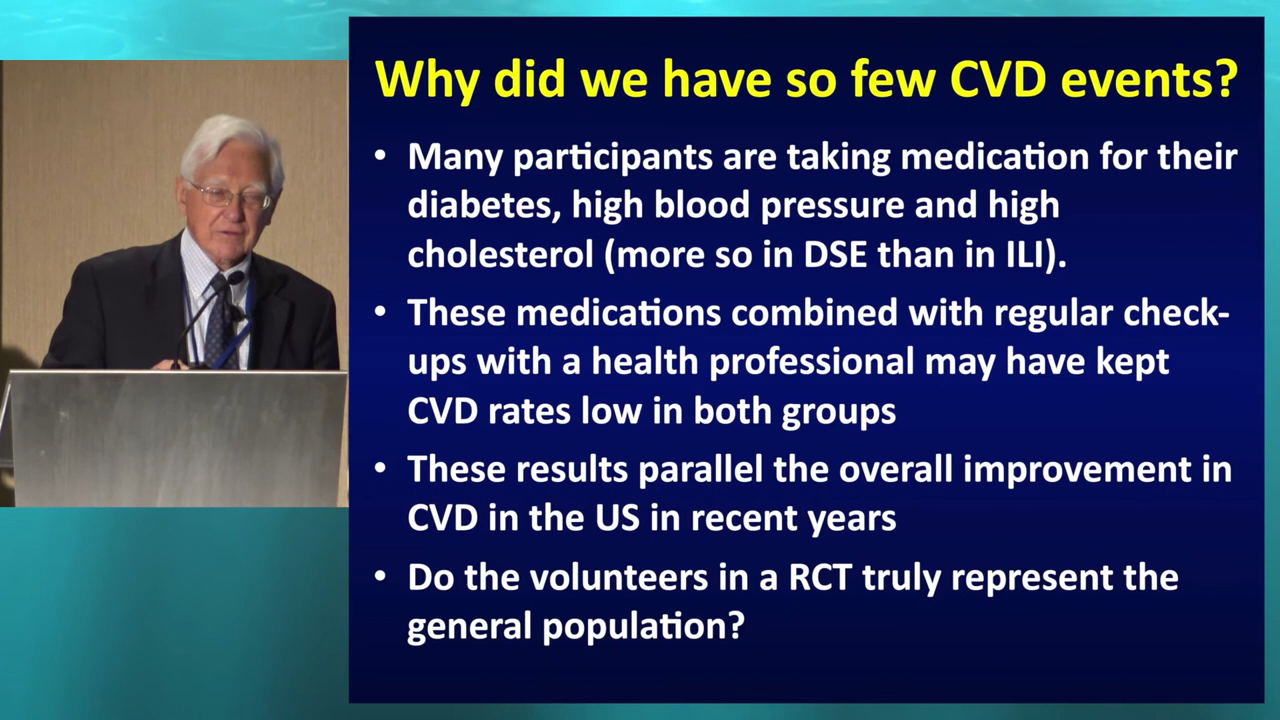 Why did we have so few CVD events?
• Many participants are taking medication for their
diabetes, high blood pressure and high
cholesterol (more so in DSE than in ILI).
• These medications combined with regular check-
ups with a health professional may have kept
CVD rates low in both groups
• These results parallel the overall improvement in
CVD in the US in recent years
• Do the volunteers in a RCT truly represent the
general population?